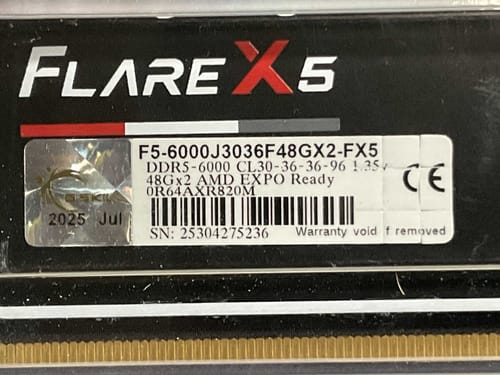 FLARE X5
F5-6000J3036F48GX2-FX5
DDR5-6000 CL30-36-36-96 1.35v
48Gx2 AMD EXPO Ready
0R64AXR820M
G.SKILL
2025 Jul
CE
SN: 25304275236
Warranty void if removed